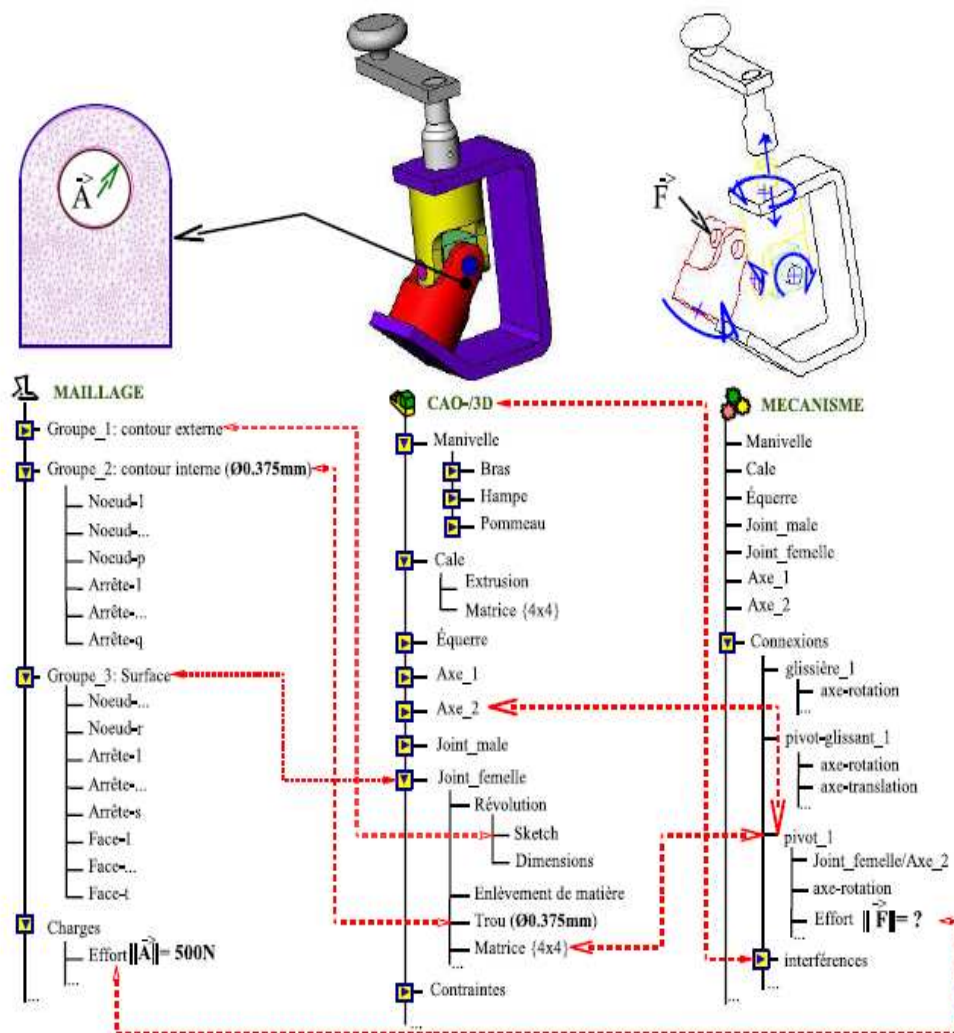 A
F
MAILLAGE
Groupe_1: contour externe
Groupe_2: contour interne (Ø0.375mm)
Noeud-1
Noeud-...
Noeud-p
Arrête-1
Arrête-...
Arrête-q
Groupe_3: Surface
Noeud-...
Noeud-r
Arrête-1
Arrête-...
Arrête-s
Face-1
Face-...
Face-t
Charges
Effort ||A||= 500N
...
...
CAO-/3D
Manivelle
Bras
Hampe
Pommeau
Cale
Extrusion
Matrice {4x4}
Équerre
Axe_1
Axe_2
Joint_male
Joint_femelle
Révolution
Sketch
Dimensions
Enlèvement de matière
Trou (Ø0.375mm)
Matrice {4x4}
...
Contraintes
...
MECANISME
Manivelle
Cale
Équerre
Joint_male
Joint_femelle
Axe_1
Axe_2
Connexions
glissière_1
axe-rotation
...
pivot-glissant_1
axe-rotation
axe-translation
...
pivot_1
Joint_femelle/Axe_2
axe-rotation
Effort ||F||= ?
...
interférences
...
...